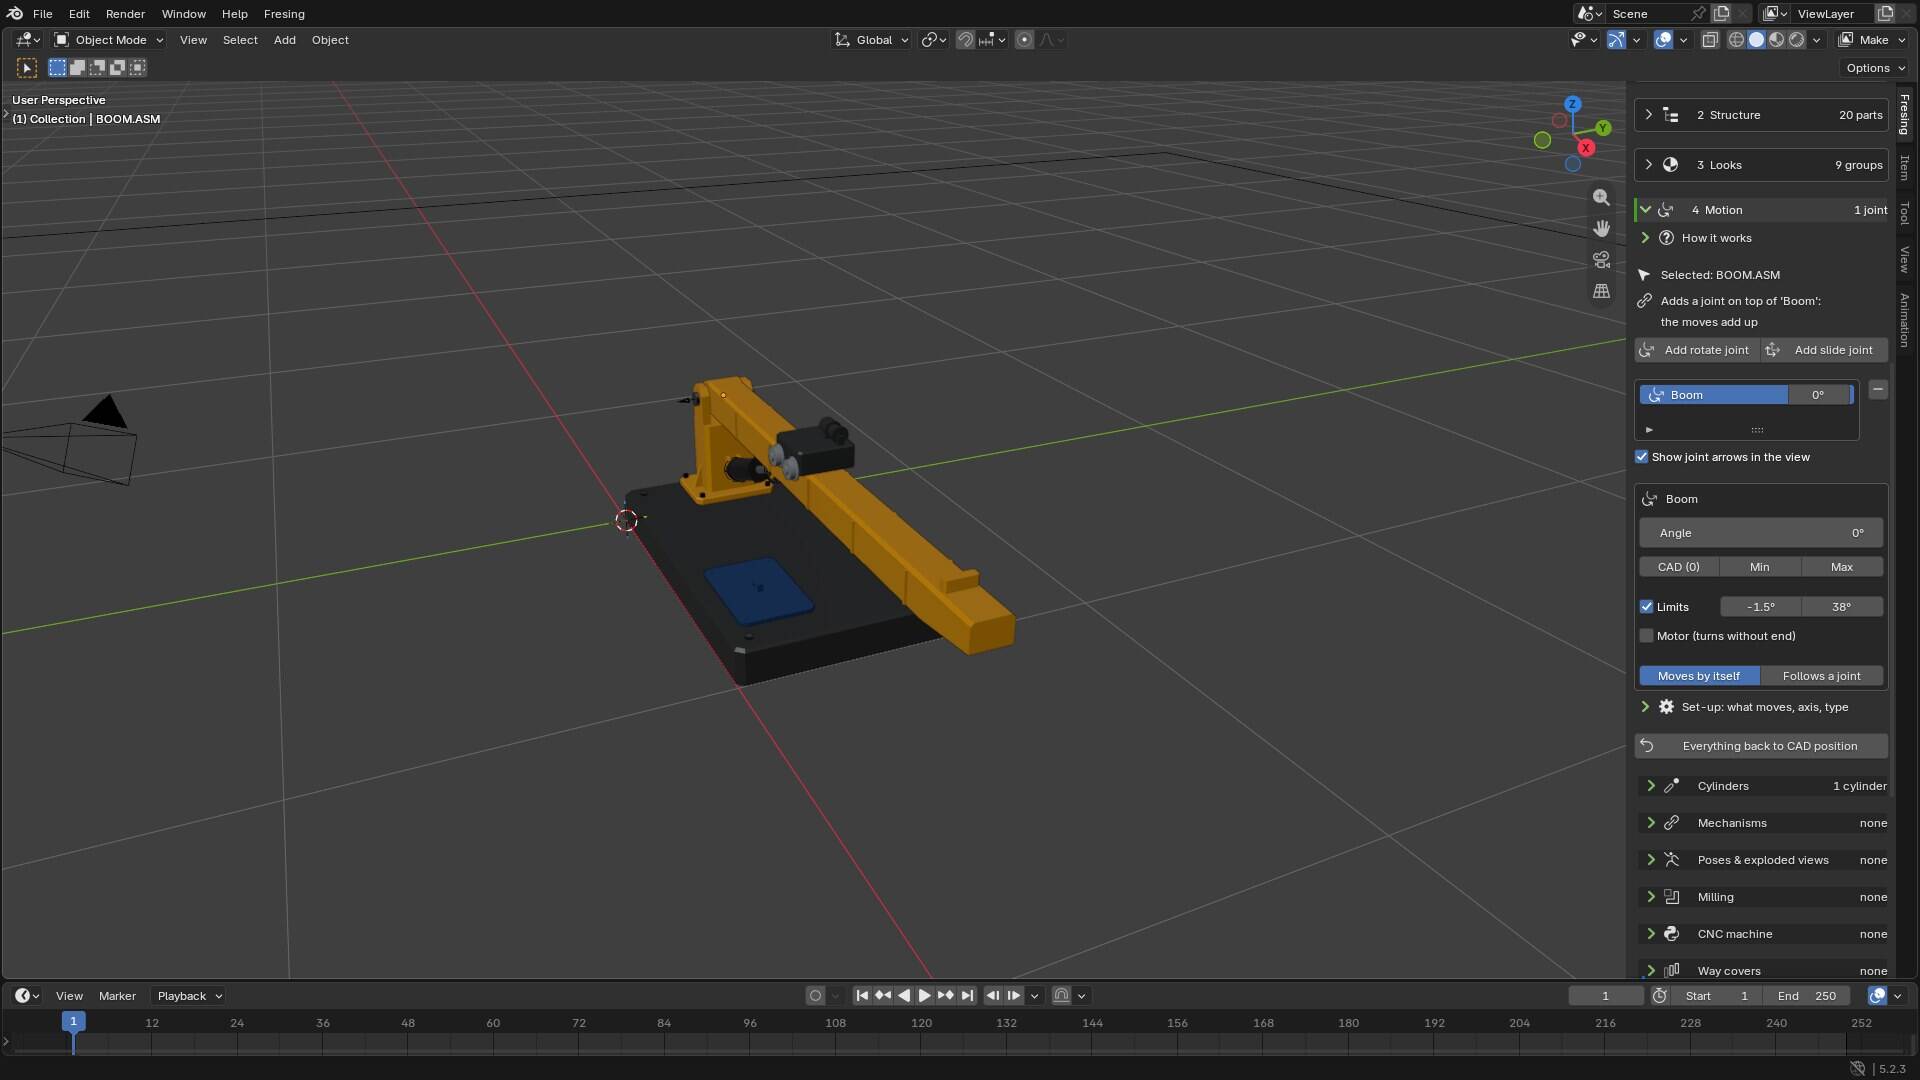 File Edit Render Window Help Fresing
Scene ViewLayer
Object Mode View Select Add Object Global Make
Options
User Perspective
(1) Collection | BOOM.ASM
Z
Y
X
2 Structure 20 parts
3 Looks 9 groups
4 Motion 1 joint
How it works
Selected: BOOM.ASM
Adds a joint on top of 'Boom':
the moves add up
Add rotate joint Add slide joint
Boom 0°
Show joint arrows in the view
Boom
Angle 0°
CAD (0) Min Max
Limits -1.5° 38°
Motor (turns without end)
Moves by itself Follows a joint
Set-up: what moves, axis, type
Everything back to CAD position
Cylinders 1 cylinder
Mechanisms none
Poses & exploded views none
Milling none
CNC machine none
Way covers none
Fresing
Item
Tool
View
Animation
View Marker Playback 1 Start 1 End 250
1 12 24 36 48 60 72 84 96 108 120 132 144 156 168 180 192 204 216 228 240 252
5.2.3